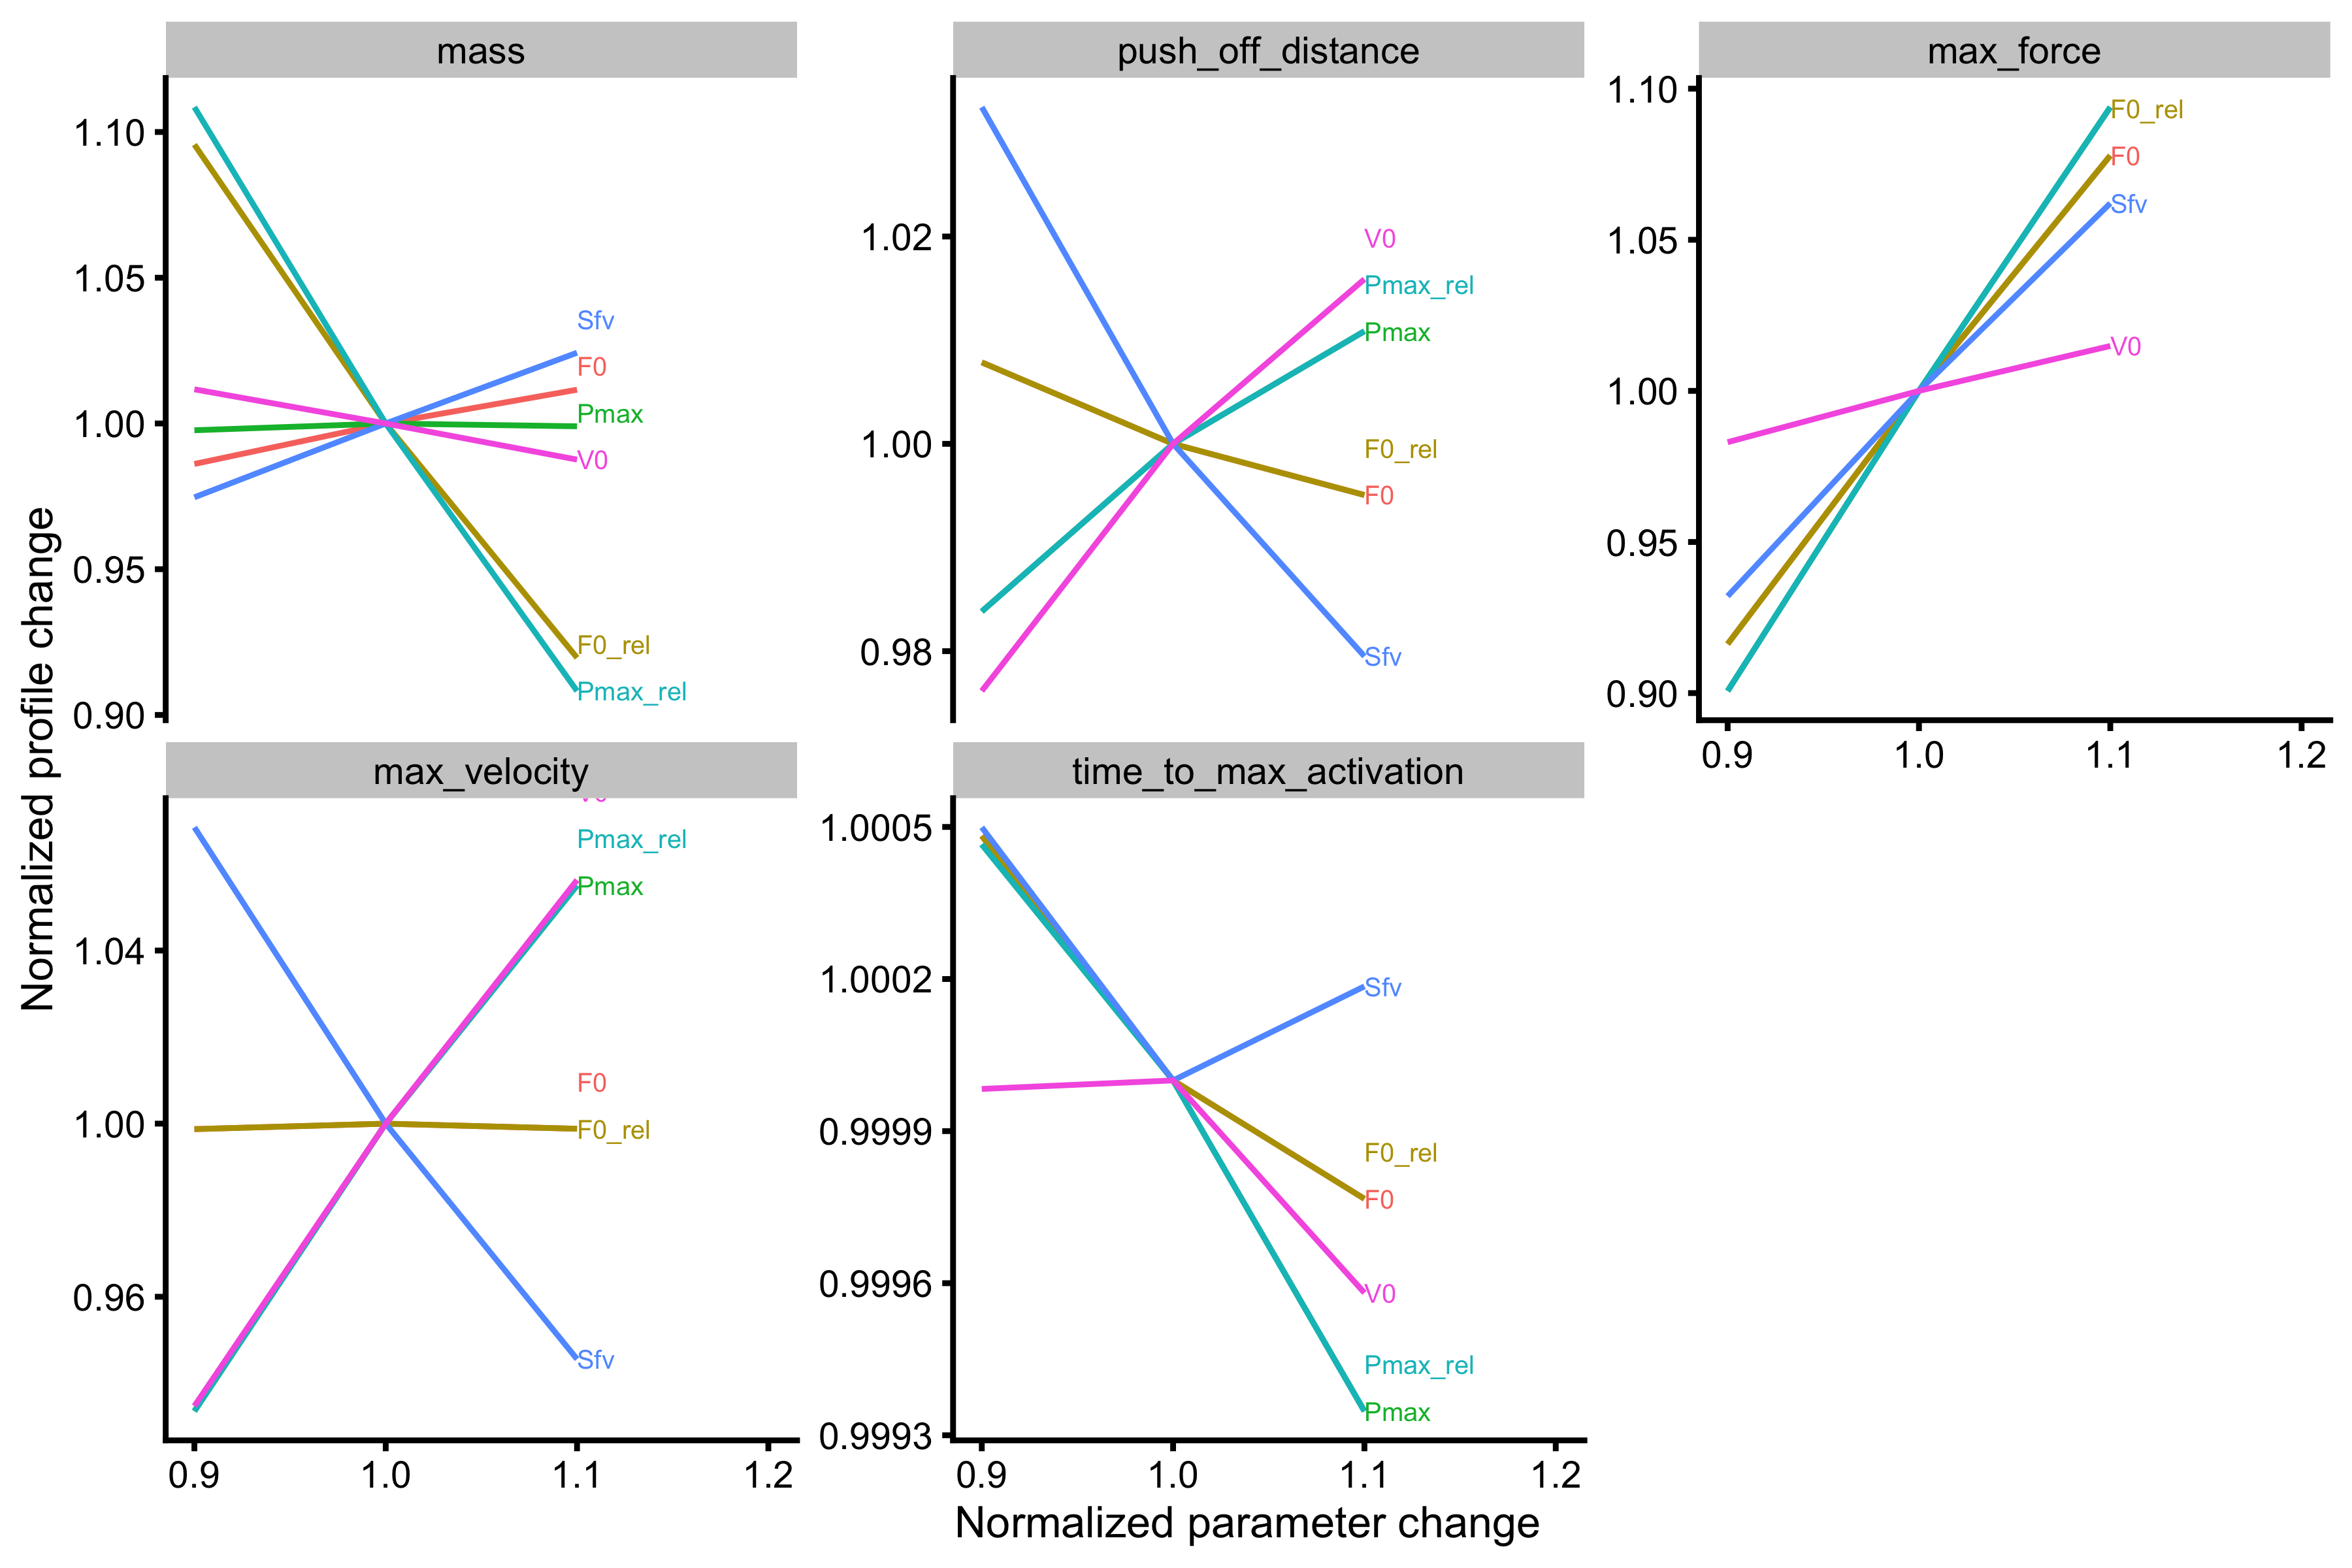 mass
push_off_distance
max_force
1.10
1.05
1.00
0.95
0.90
Sfv
F0
Pmax
V0
F0_rel
Pmax_rel
1.02
1.00
0.98
V0
Pmax_rel
Pmax
F0_rel
F0
Sfv
1.10
1.05
1.00
0.95
0.90
F0_rel
F0
Sfv
V0
0.9 1.0 1.1 1.2
Normalized profile change
max_velocity
time_to_max_activation
1.04
1.00
0.96
Pmax_rel
Pmax
F0
F0_rel
Sfv
0.9 1.0 1.1 1.2
1.0005
1.0002
0.9999
0.9996
0.9993
Sfv
F0_rel
F0
V0
Pmax_rel
Pmax
0.9 1.0 1.1 1.2
Normalized parameter change